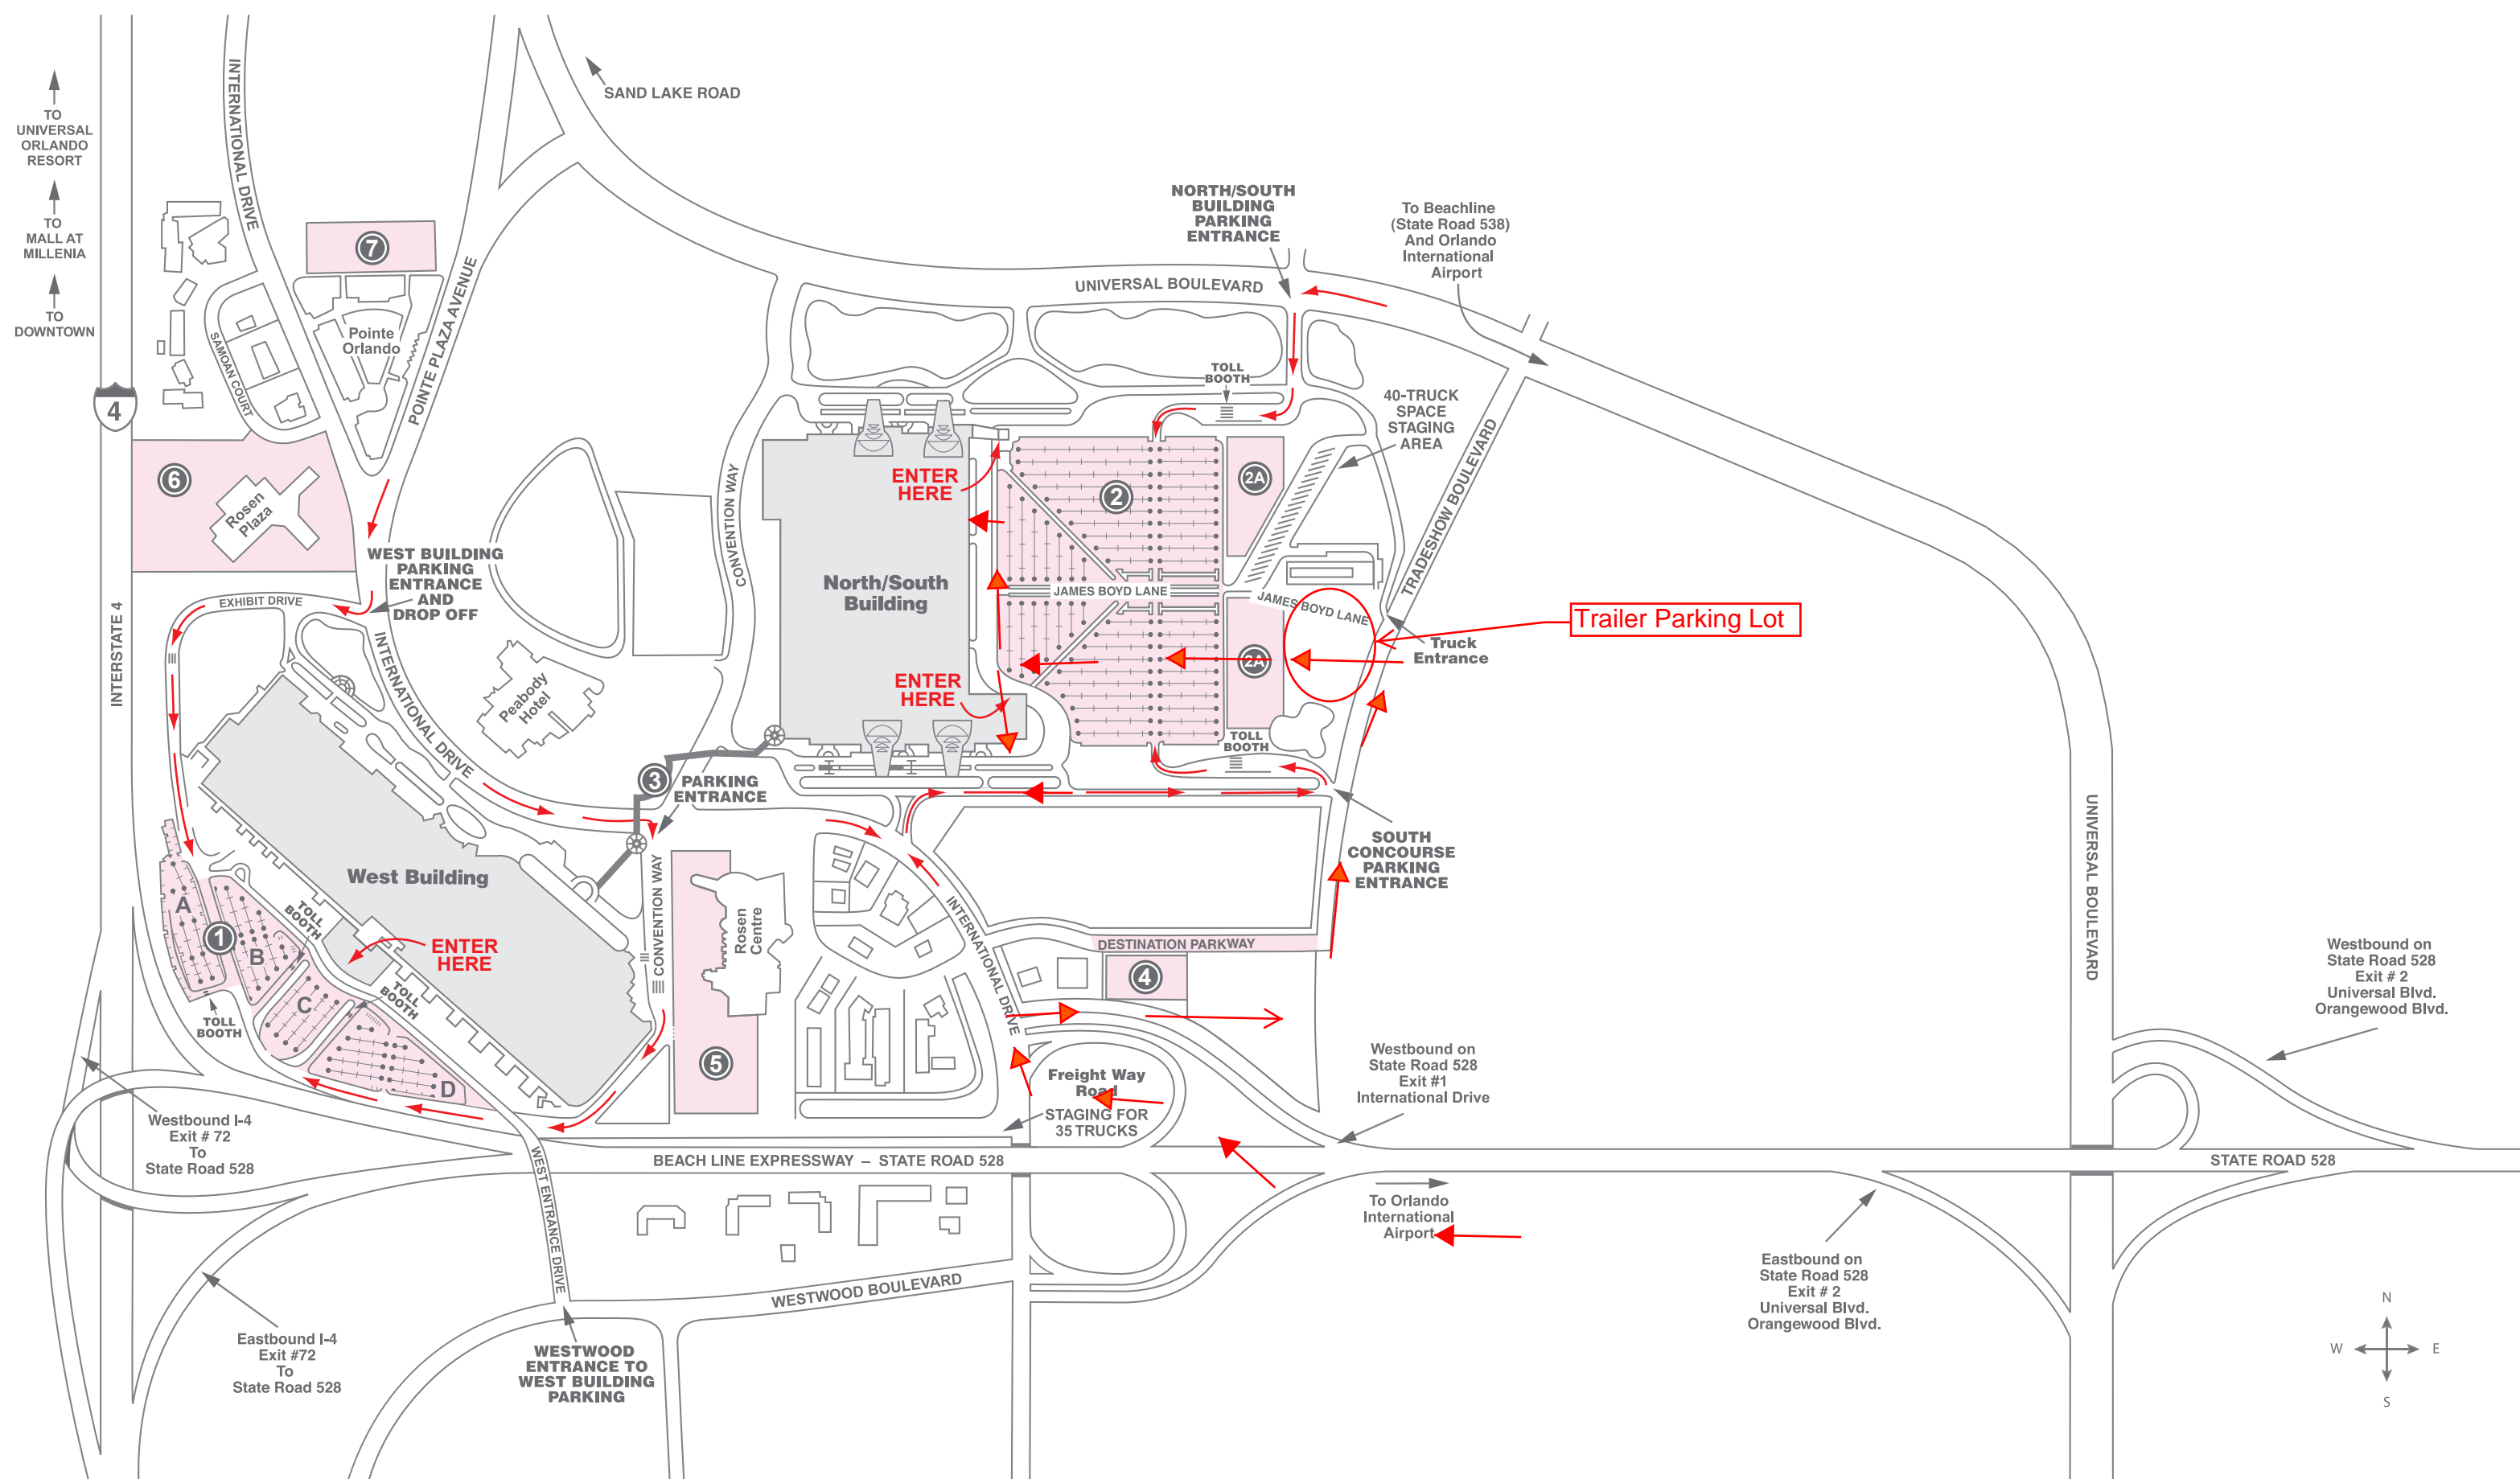 TO
UNIVERSAL
ORLANDO
RESORT
TO
MALL AT
MILLENIA
TO
DOWNTOWN
INTERNATIONAL DRIVE
SAND LAKE ROAD
7
Pointe
Orlando
POINTE PLAZA AVENUE
SAMOAN COURT
4
6
Rosen
Plaza
NORTH/SOUTH
BUILDING
PARKING
ENTRANCE
To Beachline
(State Road 538)
And Orlando
International
Airport
UNIVERSAL BOULEVARD
TOLL
BOOTH
40-TRUCK
SPACE
STAGING
AREA
TRADESHOW BOULEVARD
ENTER
HERE
2
2A
CONVENTION WAY
WEST BUILDING
PARKING
ENTRANCE
AND
DROP OFF
EXHIBIT DRIVE
INTERSTATE 4
North/South
Building
JAMES BOYD LANE
JAMES BOYD LANE
Trailer Parking Lot
Truck
Entrance
2A
ENTER
HERE
INTERNATIONAL DRIVE
Peabody
Hotel
TOLL
BOOTH
3
PARKING
ENTRANCE
SOUTH
CONCOURSE
PARKING
ENTRANCE
UNIVERSAL BOULEVARD
West Building
CONVENTION WAY
Rosen
Centre
A
1
B
C
D
TOLL
BOOTH
ENTER
HERE
TOLL
BOOTH
TOLL
BOOTH
INTERNATIONAL DRIVE
DESTINATION PARKWAY
4
5
Westbound on
State Road 528
Exit # 2
Universal Blvd.
Orangewood Blvd.
Westbound on
State Road 528
Exit #1
International Drive
Freight Way
Road
STAGING FOR
35 TRUCKS
Westbound I-4
Exit # 72
To
State Road 528
BEACH LINE EXPRESSWAY – STATE ROAD 528
STATE ROAD 528
WEST ENTRANCE DRIVE
To Orlando
International
Airport
Eastbound on
State Road 528
Exit # 2
Universal Blvd.
Orangewood Blvd.
WESTWOOD BOULEVARD
Eastbound I-4
Exit #72
To
State Road 528
WESTWOOD
ENTRANCE TO
WEST BUILDING
PARKING
N
W
E
S